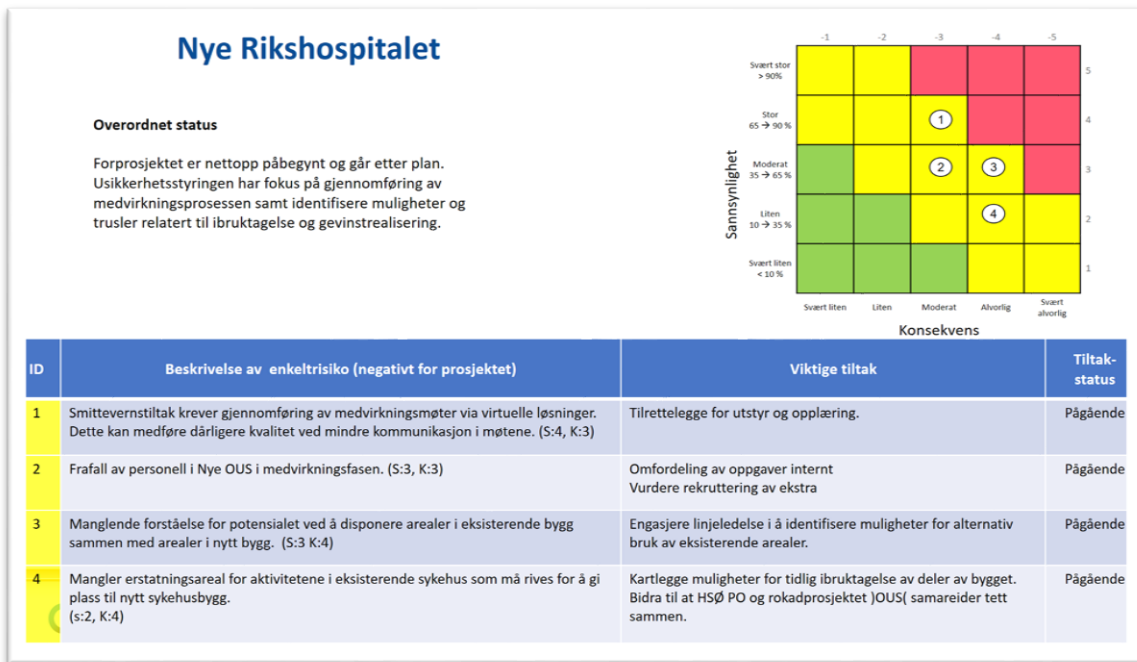 Nye Rikshospitalet
Overordnet status
Forprosjektet er nettopp påbegynt og går etter plan.
Usikkerhetsstyringen har fokus på gjennomføring av
medvirkningsprosessen samt identifisere muligheter og
trusler relatert til ibruktagelse og gevinstrealisering.
-1 -2 -3 -4 -5
Sannsynlighet
Svært stor
> 90%
5
Stor
65 → 90 %
1
4
Moderat
35 → 65 %
2 3
3
Liten
10 → 35 %
4
2
Svært liten
< 10 %
1
Svært liten Liten Moderat Alvorlig Svært
alvorlig
Konsekvens
ID Beskrivelse av enkeltrisiko (negativt for prosjektet) Viktige tiltak Tiltak-
status
1 Smittevernstiltak krever gjennomføring av medvirkningsmøter via virtuelle løsninger. Tilrettelegge for utstyr og opplæring. Pågående
Dette kan medføre dårligere kvalitet ved mindre kommunikasjon i møtene. (S:4, K:3)
2 Frafall av personell i Nye OUS i medvirkningsfasen. (S:3, K:3) Omfordeling av oppgaver internt Pågående
Vurdere rekruttering av ekstra
3 Manglende forståelse for potensialet ved å disponere arealer i eksisterende bygg Engasjere linjeledelse i å identifisere muligheter for alternativ Pågående
sammen med arealer i nytt bygg. (S:3 K:4) bruk av eksisterende arealer.
4 Mangler erstatningsareal for aktivitetene i eksisterende sykehus som må rives for å gi Kartlegge muligheter for tidlig ibruktagelse av deler av bygget. Pågående
plass til nytt sykehusbygg. Bidra til at HSØ PO og rokadprosjektet )OUS( samareider tett
(s:2, K:4) sammen.